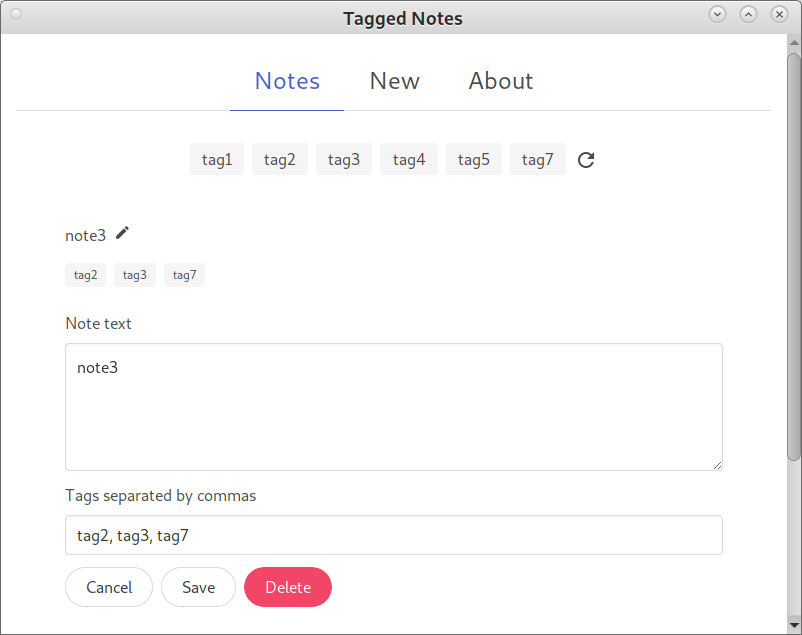 Tagged Notes
Notes New About
tag1 tag2 tag3 tag4 tag5 tag7
note3
tag2 tag3 tag7
Note text
note3
Tags separated by commas
tag2, tag3, tag7
Cancel Save Delete